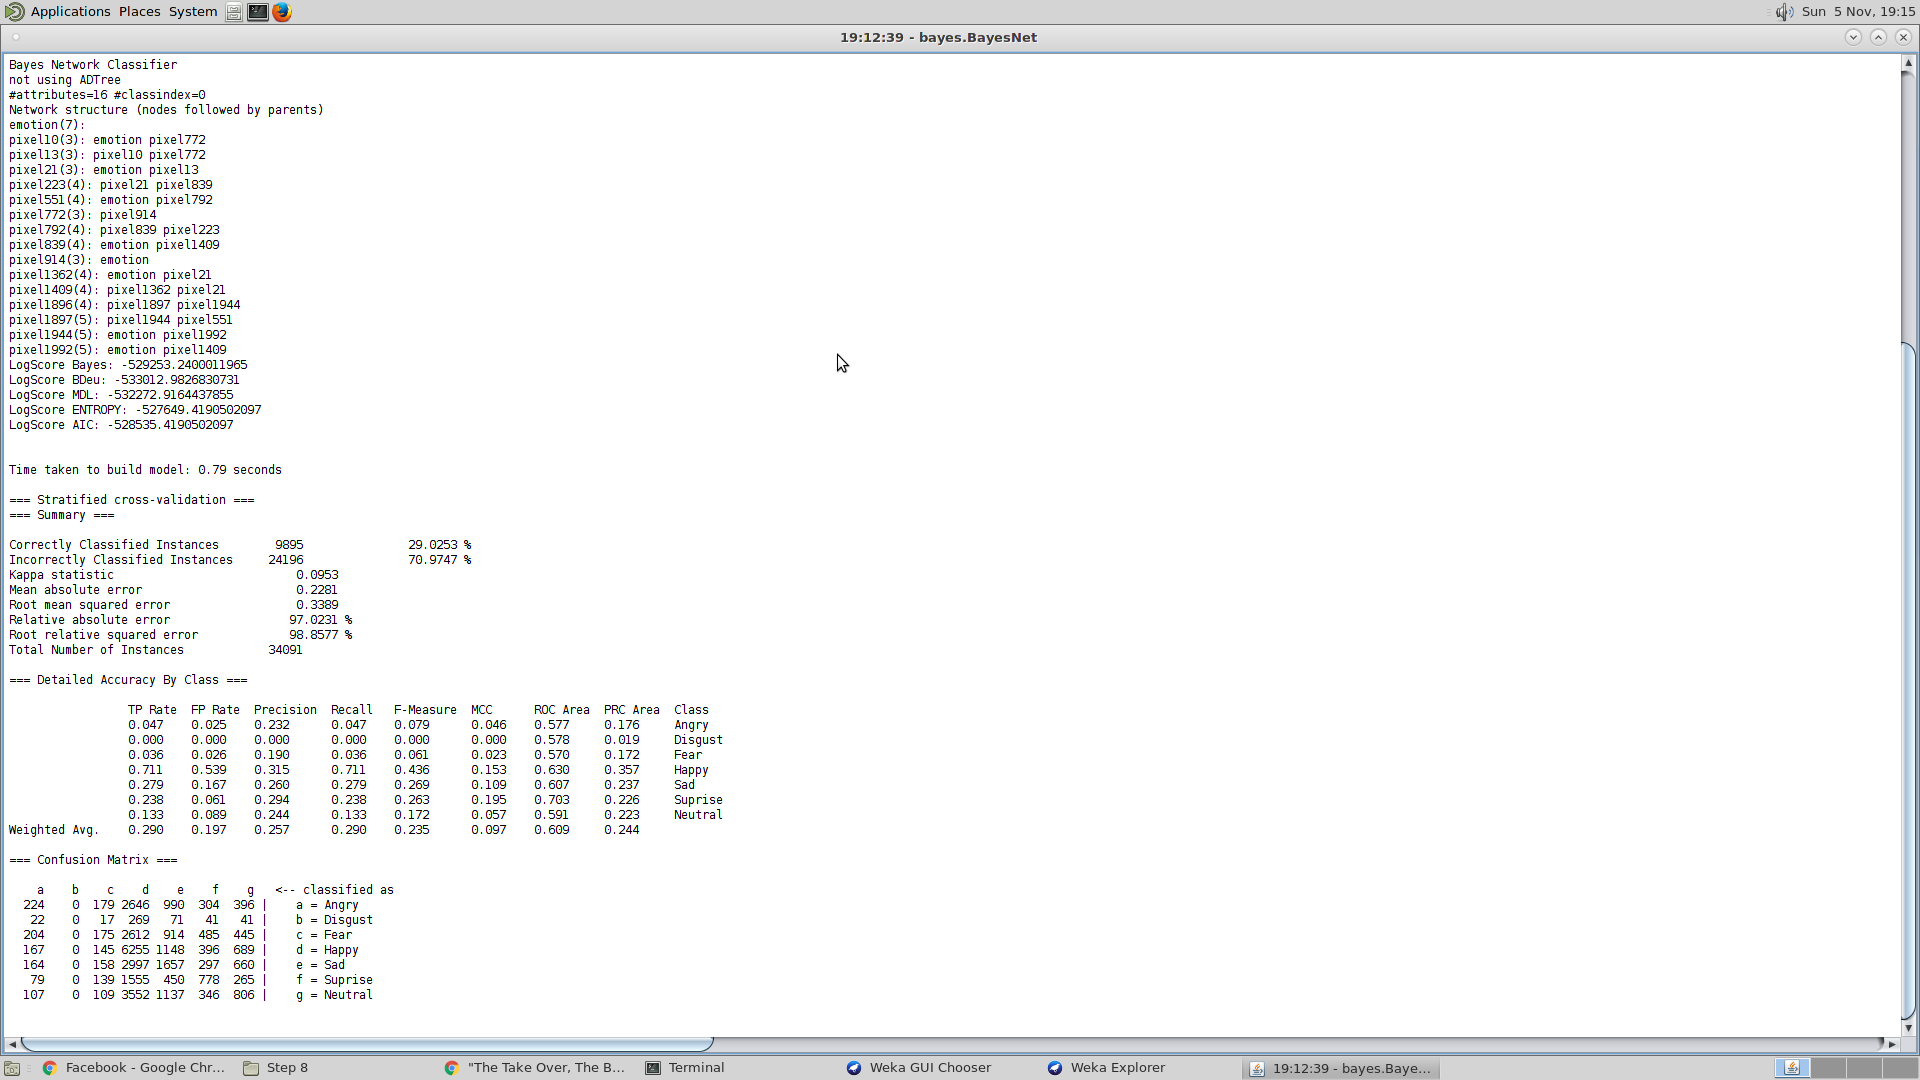 Applications Places System Sun 5 Nov, 19:15
19:12:39 - bayes.BayesNet
Bayes Network Classifier
not using ADTree
#attributes=16 #classindex=0
Network structure (nodes followed by parents)
emotion(7):
pixel10(3): emotion pixel772
pixel13(3): pixel10 pixel772
pixel21(3): emotion pixel13
pixel223(4): pixel21 pixel839
pixel551(4): emotion pixel792
pixel772(3): pixel914
pixel792(4): pixel839 pixel223
pixel839(4): emotion pixel1409
pixel914(3): emotion
pixel1362(4): emotion pixel21
pixel1409(4): pixel1362 pixel21
pixel1896(4): pixel1897 pixel1944
pixel1897(5): pixel1944 pixel551
pixel1944(5): emotion pixel1992
pixel1992(5): emotion pixel1409
LogScore Bayes: -529253.2400011965
LogScore BDeu: -533012.9826830731
LogScore MDL: -532272.9164437855
LogScore ENTROPY: -527649.4190502097
LogScore AIC: -528535.4190502097
Time taken to build model: 0.79 seconds
=== Stratified cross-validation ===
=== Summary ===
Correctly Classified Instances 9895 29.0253 %
Incorrectly Classified Instances 24196 70.9747 %
Kappa statistic 0.0953
Mean absolute error 0.2281
Root mean squared error 0.3389
Relative absolute error 97.0231 %
Root relative squared error 98.8577 %
Total Number of Instances 34091
=== Detailed Accuracy By Class ===
TP Rate FP Rate Precision Recall F-Measure MCC ROC Area PRC Area Class
0.047 0.025 0.232 0.047 0.079 0.046 0.577 0.176 Angry
0.000 0.000 0.000 0.000 0.000 0.000 0.578 0.019 Disgust
0.036 0.026 0.190 0.036 0.061 0.023 0.570 0.172 Fear
0.711 0.539 0.315 0.711 0.436 0.153 0.630 0.357 Happy
0.279 0.167 0.260 0.279 0.269 0.109 0.607 0.237 Sad
0.238 0.061 0.294 0.238 0.263 0.195 0.703 0.226 Suprise
0.133 0.089 0.244 0.133 0.172 0.057 0.591 0.223 Neutral
Weighted Avg. 0.290 0.197 0.257 0.290 0.235 0.097 0.609 0.244
=== Confusion Matrix ===
a b c d e f g <-- classified as
224 0 179 2646 990 304 396 | a = Angry
22 0 17 269 71 41 41 | b = Disgust
204 0 175 2612 914 485 445 | c = Fear
167 0 145 6255 1148 396 689 | d = Happy
164 0 158 2997 1657 297 660 | e = Sad
79 0 139 1555 450 778 265 | f = Suprise
107 0 109 3552 1137 346 806 | g = Neutral
Facebook - Google Chr... Step 8 "The Take Over, The B... Terminal Weka GUI Chooser Weka Explorer 19:12:39 - bayes.Baye...